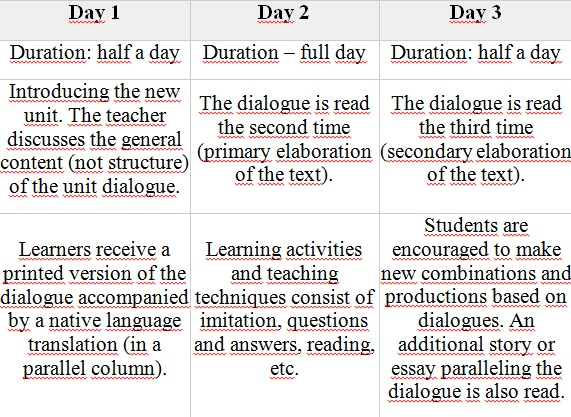 Day 1
Day 2
Day 3
Duration: half a day
Duration – full day
Duration: half a day
Introducing the new
unit. The teacher
discusses the general
content (not structure)
of the unit dialogue.
The dialogue is read
the second time
(primary elaboration
of the text).
The dialogue is read
the third time
(secondary elaboration
of the text).
Learners receive a
printed version of the
dialogue accompanied
by a native language
translation (in a
parallel column).
Learning activities
and teaching
techniques consist of
imitation, questions
and answers, reading,
etc.
Students are
encouraged to make
new combinations and
productions based on
dialogues. An
additional story or
essay paralleling the
dialogue is also read.